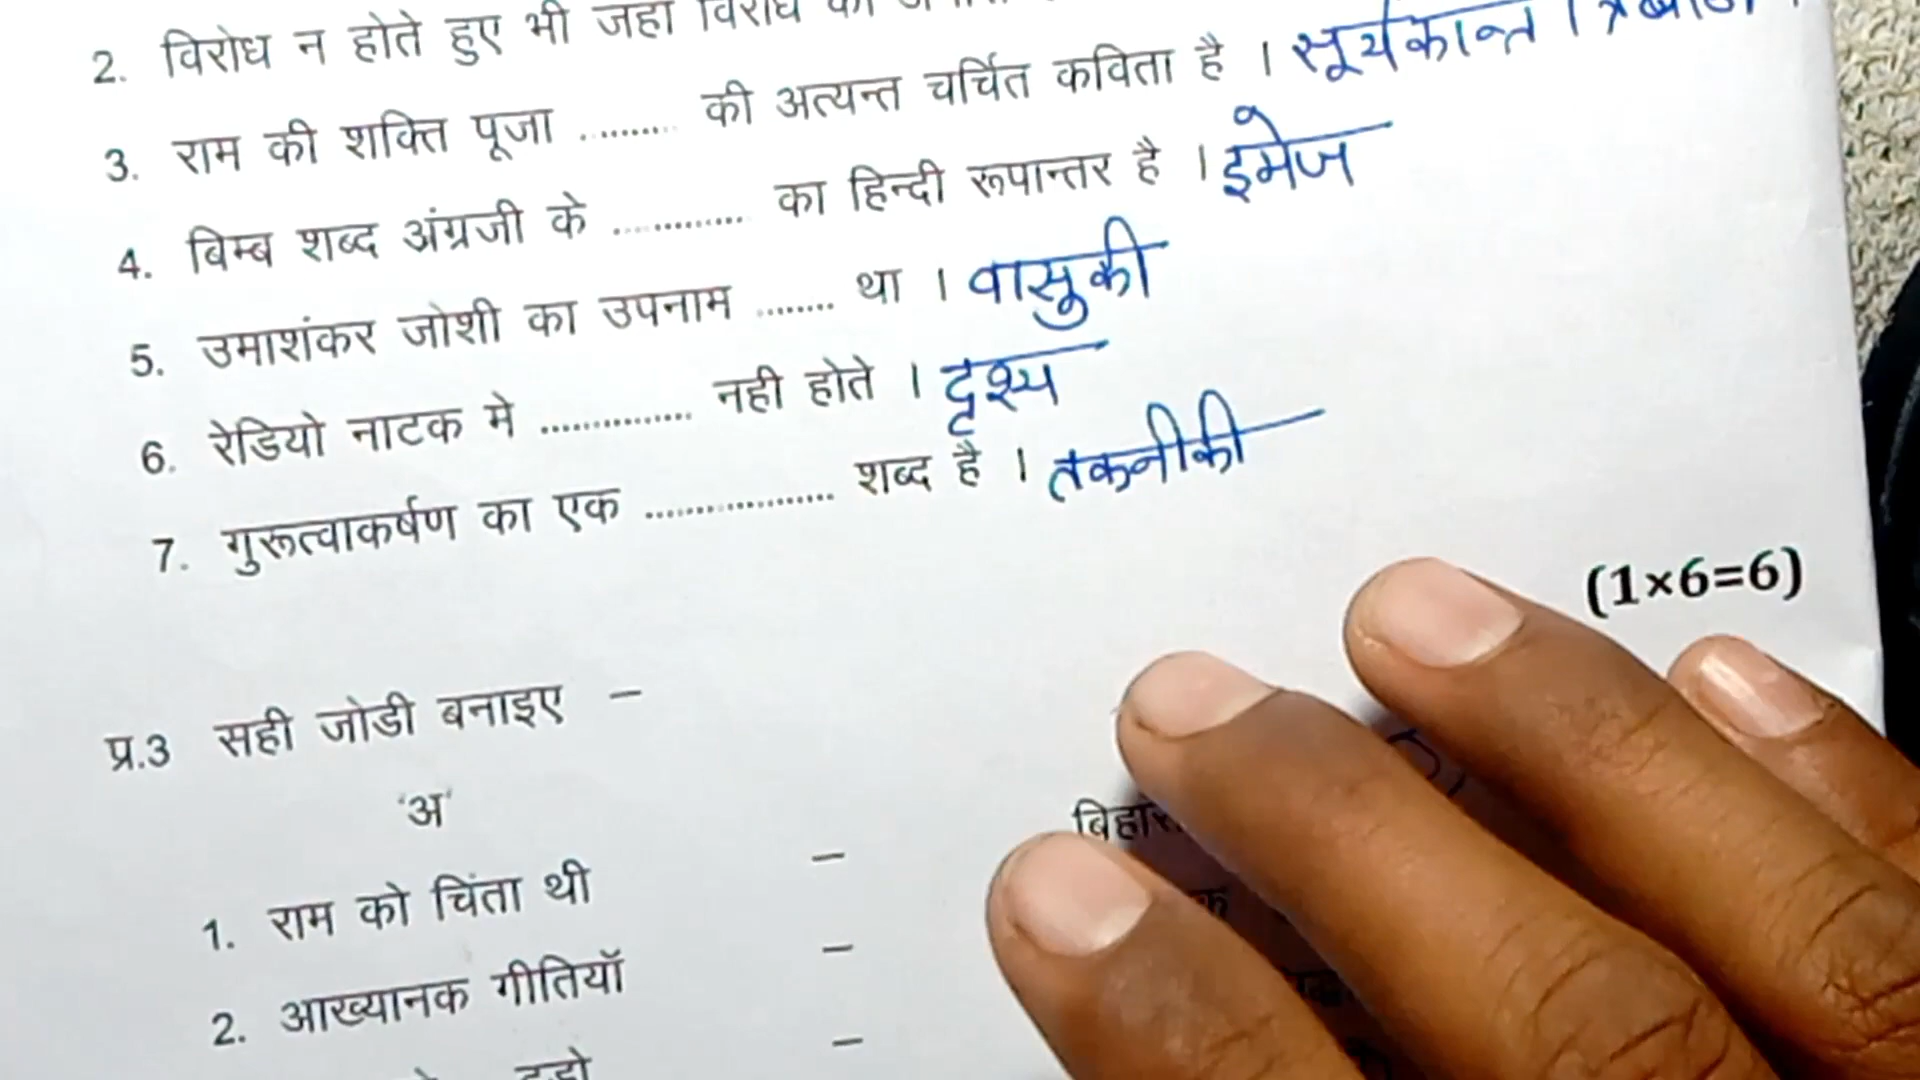 2. विरोध न होते हुए भी जहां विरोध
3. राम की शक्ति पूजा ......... की अत्यन्त चर्चित कविता है । सूर्यकान्त
4. बिम्ब शब्द अंग्रजी के ............ का हिन्दी रूपान्तर है । इमेज
5. उमाशंकर जोशी का उपनाम ........ था । वासुकी
6. रेडियो नाटक मे .............. नही होते । दृश्य
7. गुरूत्वाकर्षण का एक ................. शब्द है । तकनीकी
(1×6=6)
प्र.3 सही जोडी बनाइए –
'अ'
1. राम को चिंता थी –
2. आख्यानक गीतियॉ –
–